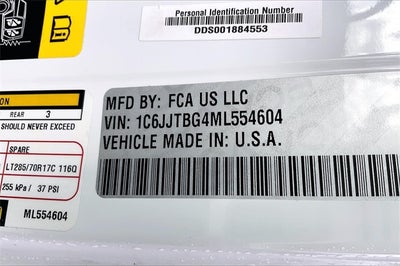 Personal Identification Number
DDS001884553
ON
REAR 3
SHOULD NEVER EXCEED
SPARE
LT285/70R17C 116Q
255 kPa / 37 PSI
ML554604
MFD BY: FCA US LLC
VIN: 1C6JJTBG4ML554604
VEHICLE MADE IN: U.S.A.